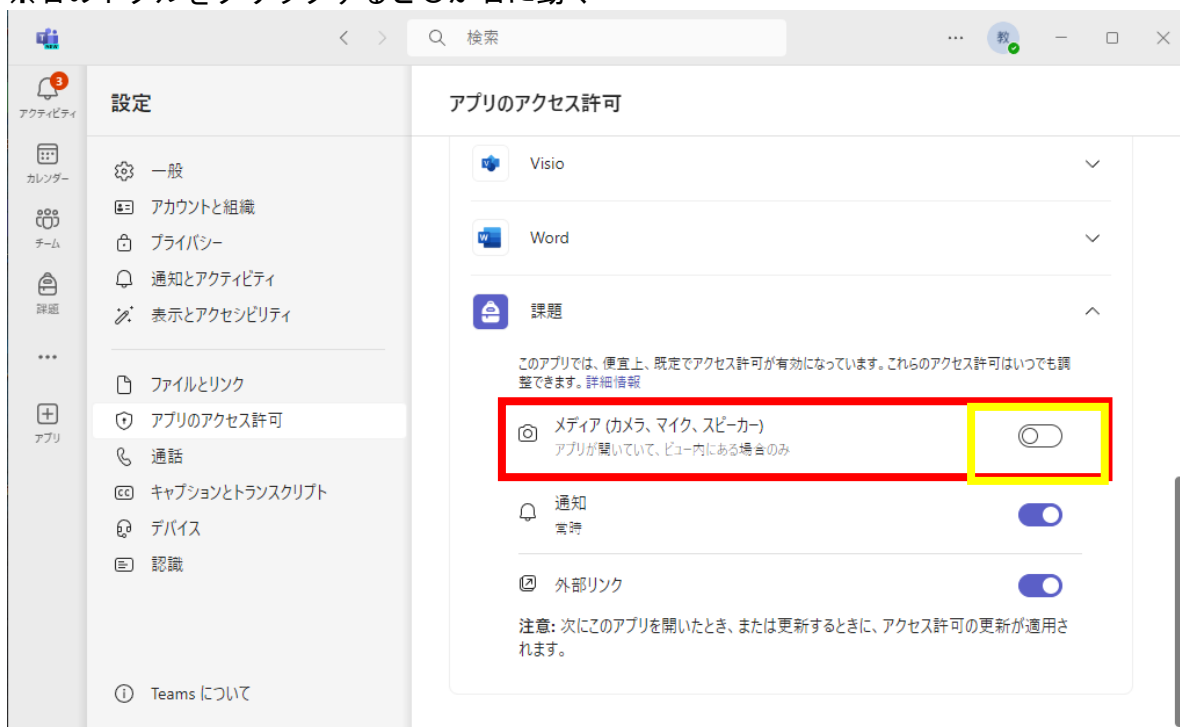 検索
教
3
アクティビティ
カレンダー
チーム
課題
アプリ
設定
一般
アカウントと組織
プライバシー
通知とアクティビティ
表示とアクセシビリティ
ファイルとリンク
アプリのアクセス許可
通話
キャプションとトランスクリプト
デバイス
認識
Teams について
アプリのアクセス許可
Visio
Word
課題
このアプリでは、便宜上、既定でアクセス許可が有効になっています。これらのアクセス許可はいつでも調
整できます。詳細情報
メディア (カメラ、マイク、スピーカー)
アプリが開いていて、ビュー内にある場合のみ
通知
常時
外部リンク
注意: 次にこのアプリを開いたとき、または更新するときに、アクセス許可の更新が適用さ
れます。